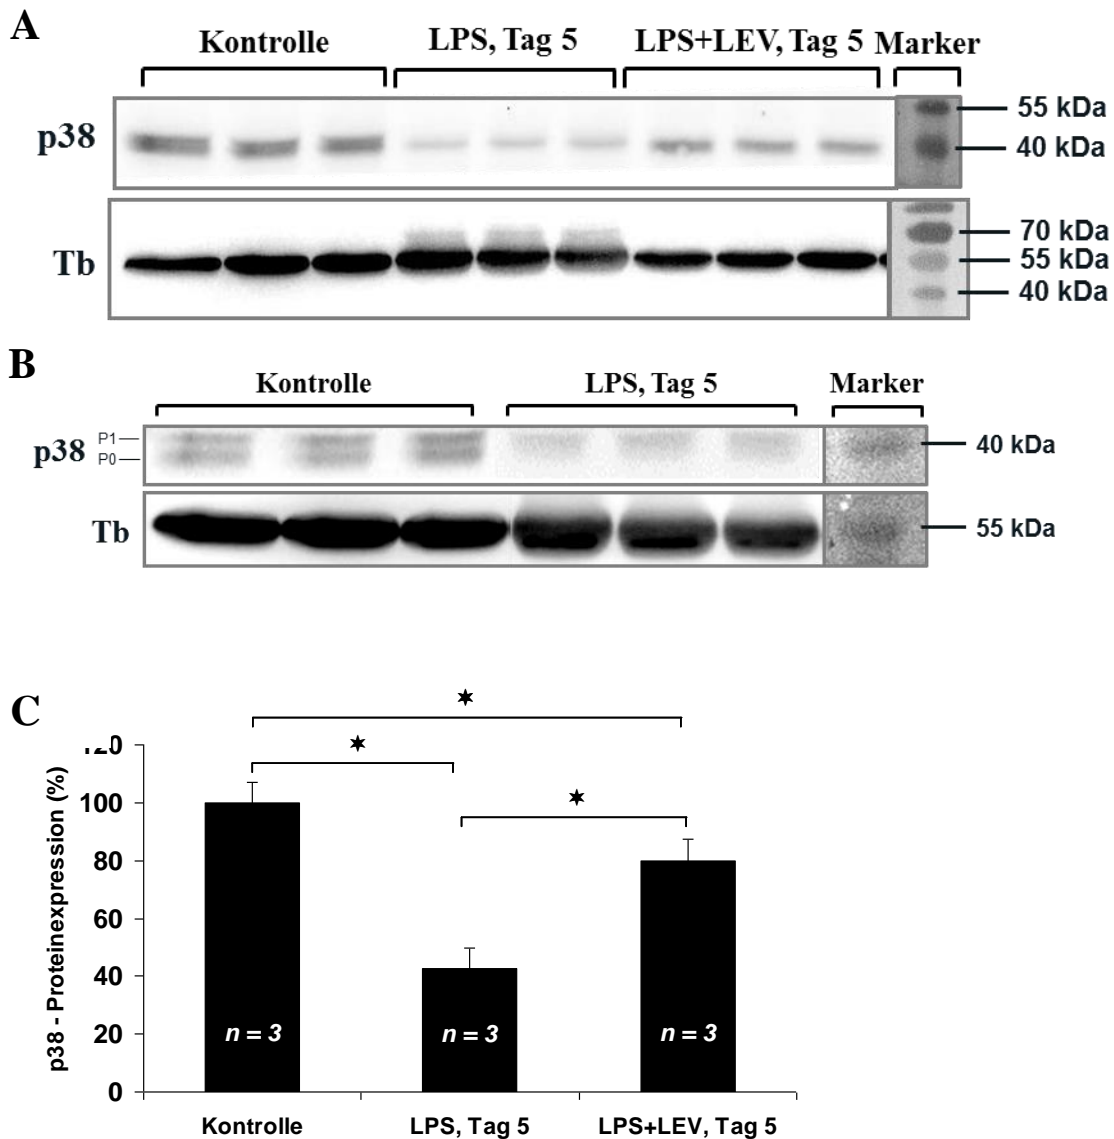 A
Kontrolle LPS, Tag 5 LPS+LEV, Tag 5 Marker
p38
55 kDa
40 kDa
Tb
70 kDa
55 kDa
40 kDa
B
Kontrolle LPS, Tag 5 Marker
p38
P1
P0
40 kDa
Tb
55 kDa
C
p38 - Proteinexpression (%)
120
100
80
60
40
20
0
n = 3 n = 3 n = 3
Kontrolle LPS, Tag 5 LPS+LEV, Tag 5